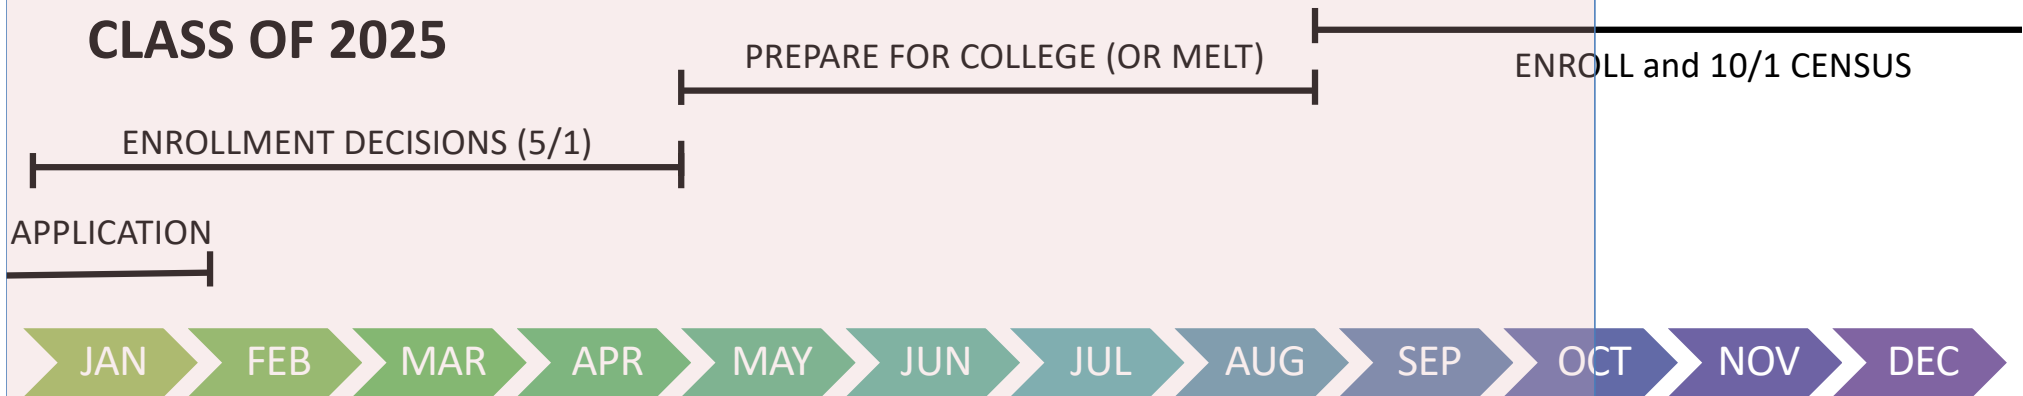 CLASS OF 2025
PREPARE FOR COLLEGE (OR MELT)
ENROLL and 10/1 CENSUS
ENROLLMENT DECISIONS (5/1)
APPLICATION
JAN FEB MAR APR MAY JUN JUL AUG SEP OCT NOV DEC